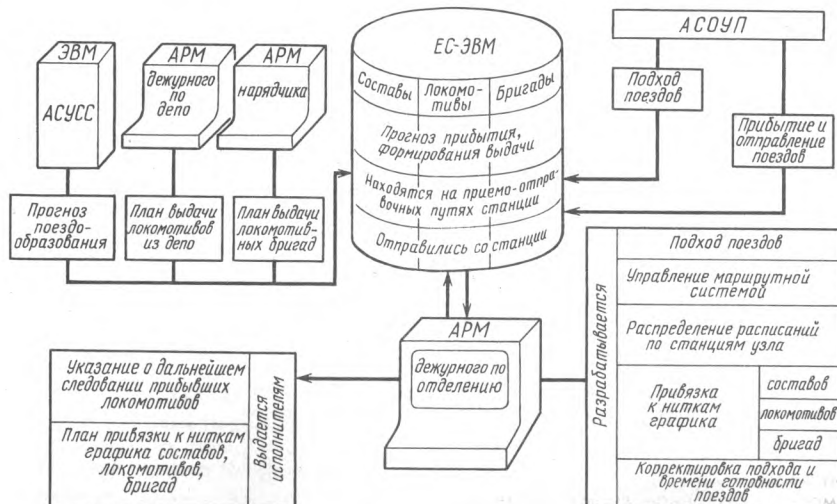 ЭВМ
АСУСС
АРМ
дежурного
по
депо
АРМ
нарядчика
ЕС-ЭВМ
Составы
Локомо-
тивы
Бригады
Прогноз прибытия,
формирования выдачи
Находятся на приемо-отпра-
вочных путях станции
Отправились со станции
АСОУП
Подход
поездов
Прибытие и
отправление
поездов
Прогноз
поездо-
образования
План выдачи
локомотивов
из депо
План выдачи
локомотив-
ных бригад
АРМ
дежурного по
отделению
Указание о дальнейшем
следовании прибывших
локомотивов
План привязки к ниткам
графика составов,
локомотивов,
бригад
Выдается
исполнителям
Разрабатывается
Подход поездов
Управление маршрутной
системой
Распределение расписаний
по станциям узла
Привязка
к ниткам
графика
составов
локомотивов
бригад
Корректировка подхода и
времени готовности
поездов